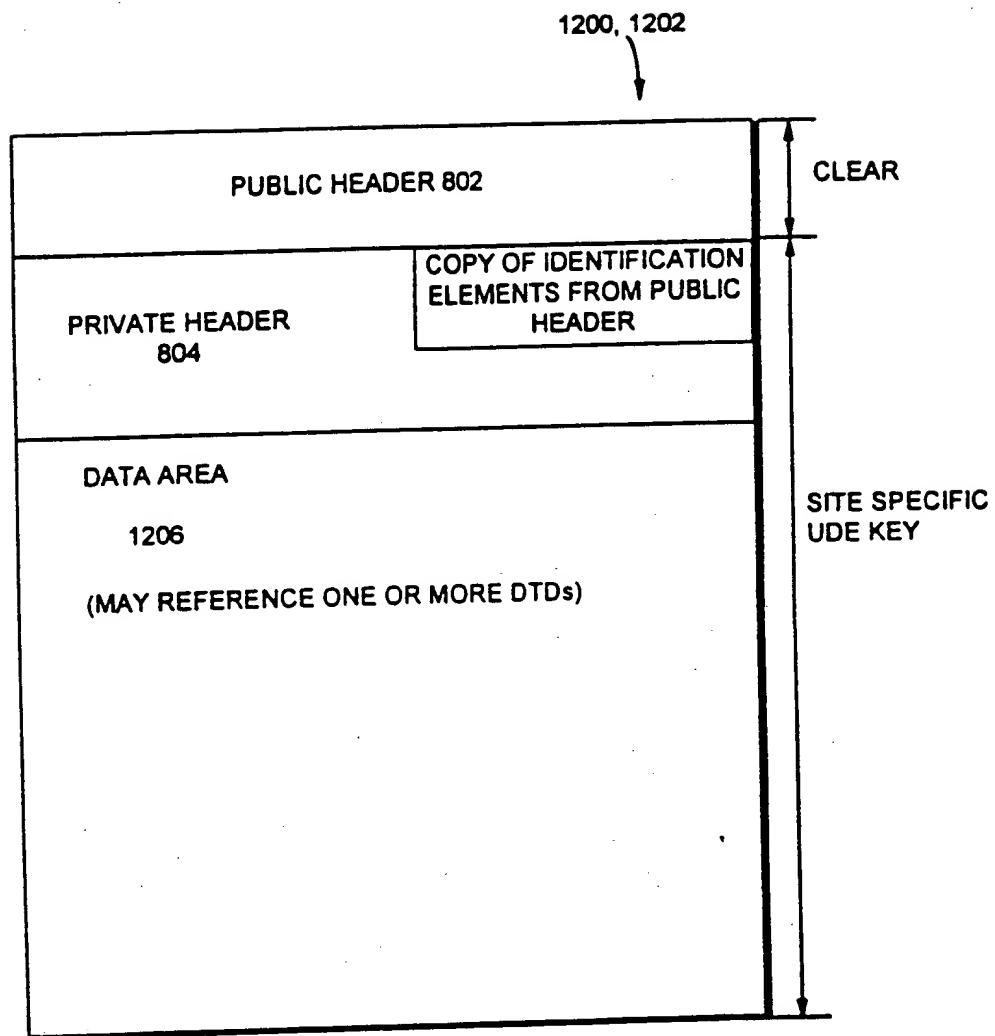 1200, 1202
PUBLIC HEADER 802
CLEAR
COPY OF IDENTIFICATION
ELEMENTS FROM PUBLIC
HEADER
PRIVATE HEADER
804
DATA AREA
1206
(MAY REFERENCE ONE OR MORE DTDs)
SITE SPECIFIC
UDE KEY